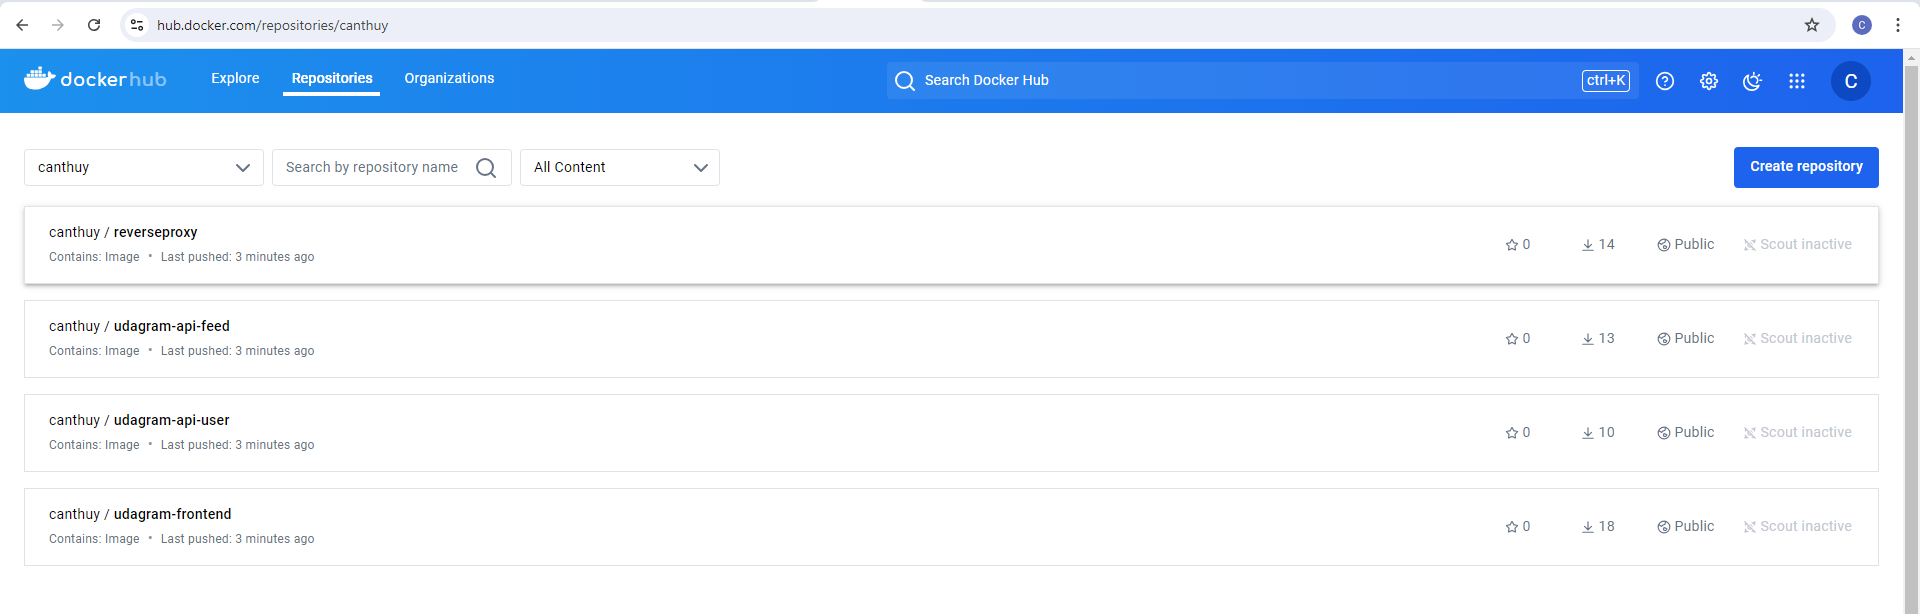 hub.docker.com/repositories/canthuy
C
dockerhub Explore Repositories Organizations Search Docker Hub ctrl+K C
canthuy Search by repository name All Content Create repository
canthuy / reverseproxy
Contains: Image • Last pushed: 3 minutes ago
0 14 Public Scout inactive
canthuy / udagram-api-feed
Contains: Image • Last pushed: 3 minutes ago
0 13 Public Scout inactive
canthuy / udagram-api-user
Contains: Image • Last pushed: 3 minutes ago
0 10 Public Scout inactive
canthuy / udagram-frontend
Contains: Image • Last pushed: 3 minutes ago
0 18 Public Scout inactive